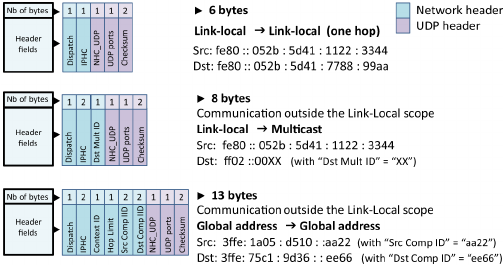 Nb of bytes 1 1 1 1 2
Header fields
Dispatch IPHC NHC_UDP UDP ports Checksum
► 6 bytes
Link-local → Link-local (one hop)
Src: fe80 :: 052b : 5d41 : 1122 : 3344
Dst: fe80 :: 052b : 5d41 : 7788 : 99aa
Network header
UDP header
Nb of bytes 1 2 1 1 1 2
Header fields
Dispatch IPHC Dst Mult ID NHC_UDP UDP ports Checksum
► 8 bytes
Communication outside the Link-Local scope
Link-local → Multicast
Src: fe80 :: 052b : 5d41 : 1122 : 3344
Dst: ff02 ::00XX (with “Dst Mult ID” = “XX”)
Nb of bytes 1 2 1 1 2 2 1 1 2
Header fields
Dispatch IPHC Context ID Hop Limit Src Comp IID Dst Comp IID NHC_UDP UDP ports Checksum
► 13 bytes
Communication outside the Link-Local scope
Global address → Global address
Src: 3ffe: 1a05 : d510 : :aa22 (with “Src Comp ID” = “aa22”)
Dst: 3ffe: 75c1 : 9d36 : : ee66 (with “Dst Comp ID” = “ee66”)